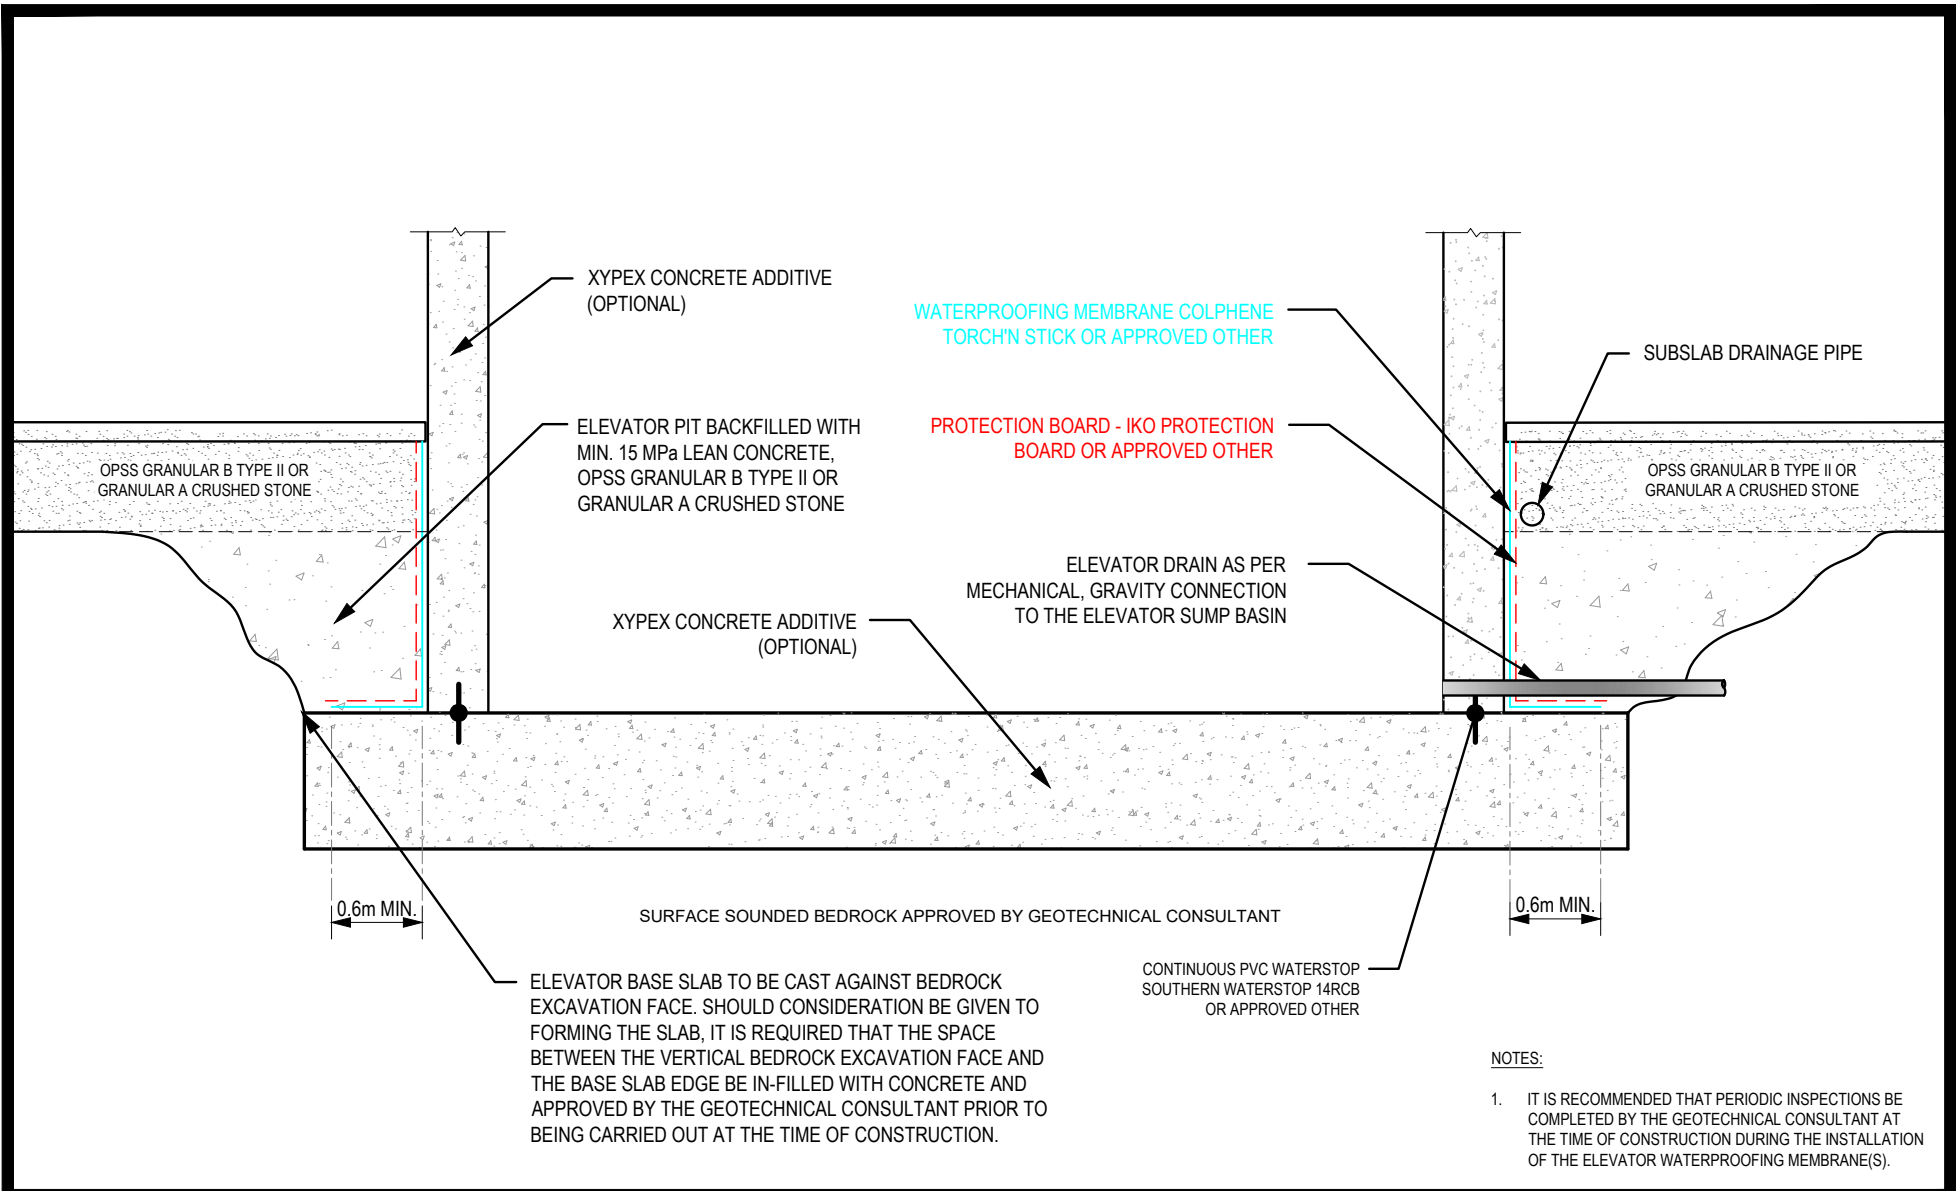 XYPEX CONCRETE ADDITIVE
(OPTIONAL)
WATERPROOFING MEMBRANE COLPHENE
TORCH'N STICK OR APPROVED OTHER
SUBSLAB DRAINAGE PIPE
ELEVATOR PIT BACKFILLED WITH
MIN. 15 MPa LEAN CONCRETE,
OPSS GRANULAR B TYPE II OR
GRANULAR A CRUSHED STONE
PROTECTION BOARD - IKO PROTECTION
BOARD OR APPROVED OTHER
OPSS GRANULAR B TYPE II OR
GRANULAR A CRUSHED STONE
OPSS GRANULAR B TYPE II OR
GRANULAR A CRUSHED STONE
ELEVATOR DRAIN AS PER
MECHANICAL, GRAVITY CONNECTION
TO THE ELEVATOR SUMP BASIN
XYPEX CONCRETE ADDITIVE
(OPTIONAL)
0.6m MIN.
SURFACE SOUNDED BEDROCK APPROVED BY GEOTECHNICAL CONSULTANT
0.6m MIN.
ELEVATOR BASE SLAB TO BE CAST AGAINST BEDROCK
EXCAVATION FACE. SHOULD CONSIDERATION BE GIVEN TO
FORMING THE SLAB, IT IS REQUIRED THAT THE SPACE
BETWEEN THE VERTICAL BEDROCK EXCAVATION FACE AND
THE BASE SLAB EDGE BE IN-FILLED WITH CONCRETE AND
APPROVED BY THE GEOTECHNICAL CONSULTANT PRIOR TO
BEING CARRIED OUT AT THE TIME OF CONSTRUCTION.
CONTINUOUS PVC WATERSTOP
SOUTHERN WATERSTOP 14RCB
OR APPROVED OTHER
NOTES:
1. IT IS RECOMMENDED THAT PERIODIC INSPECTIONS BE
COMPLETED BY THE GEOTECHNICAL CONSULTANT AT
THE TIME OF CONSTRUCTION DURING THE INSTALLATION
OF THE ELEVATOR WATERPROOFING MEMBRANE(S).